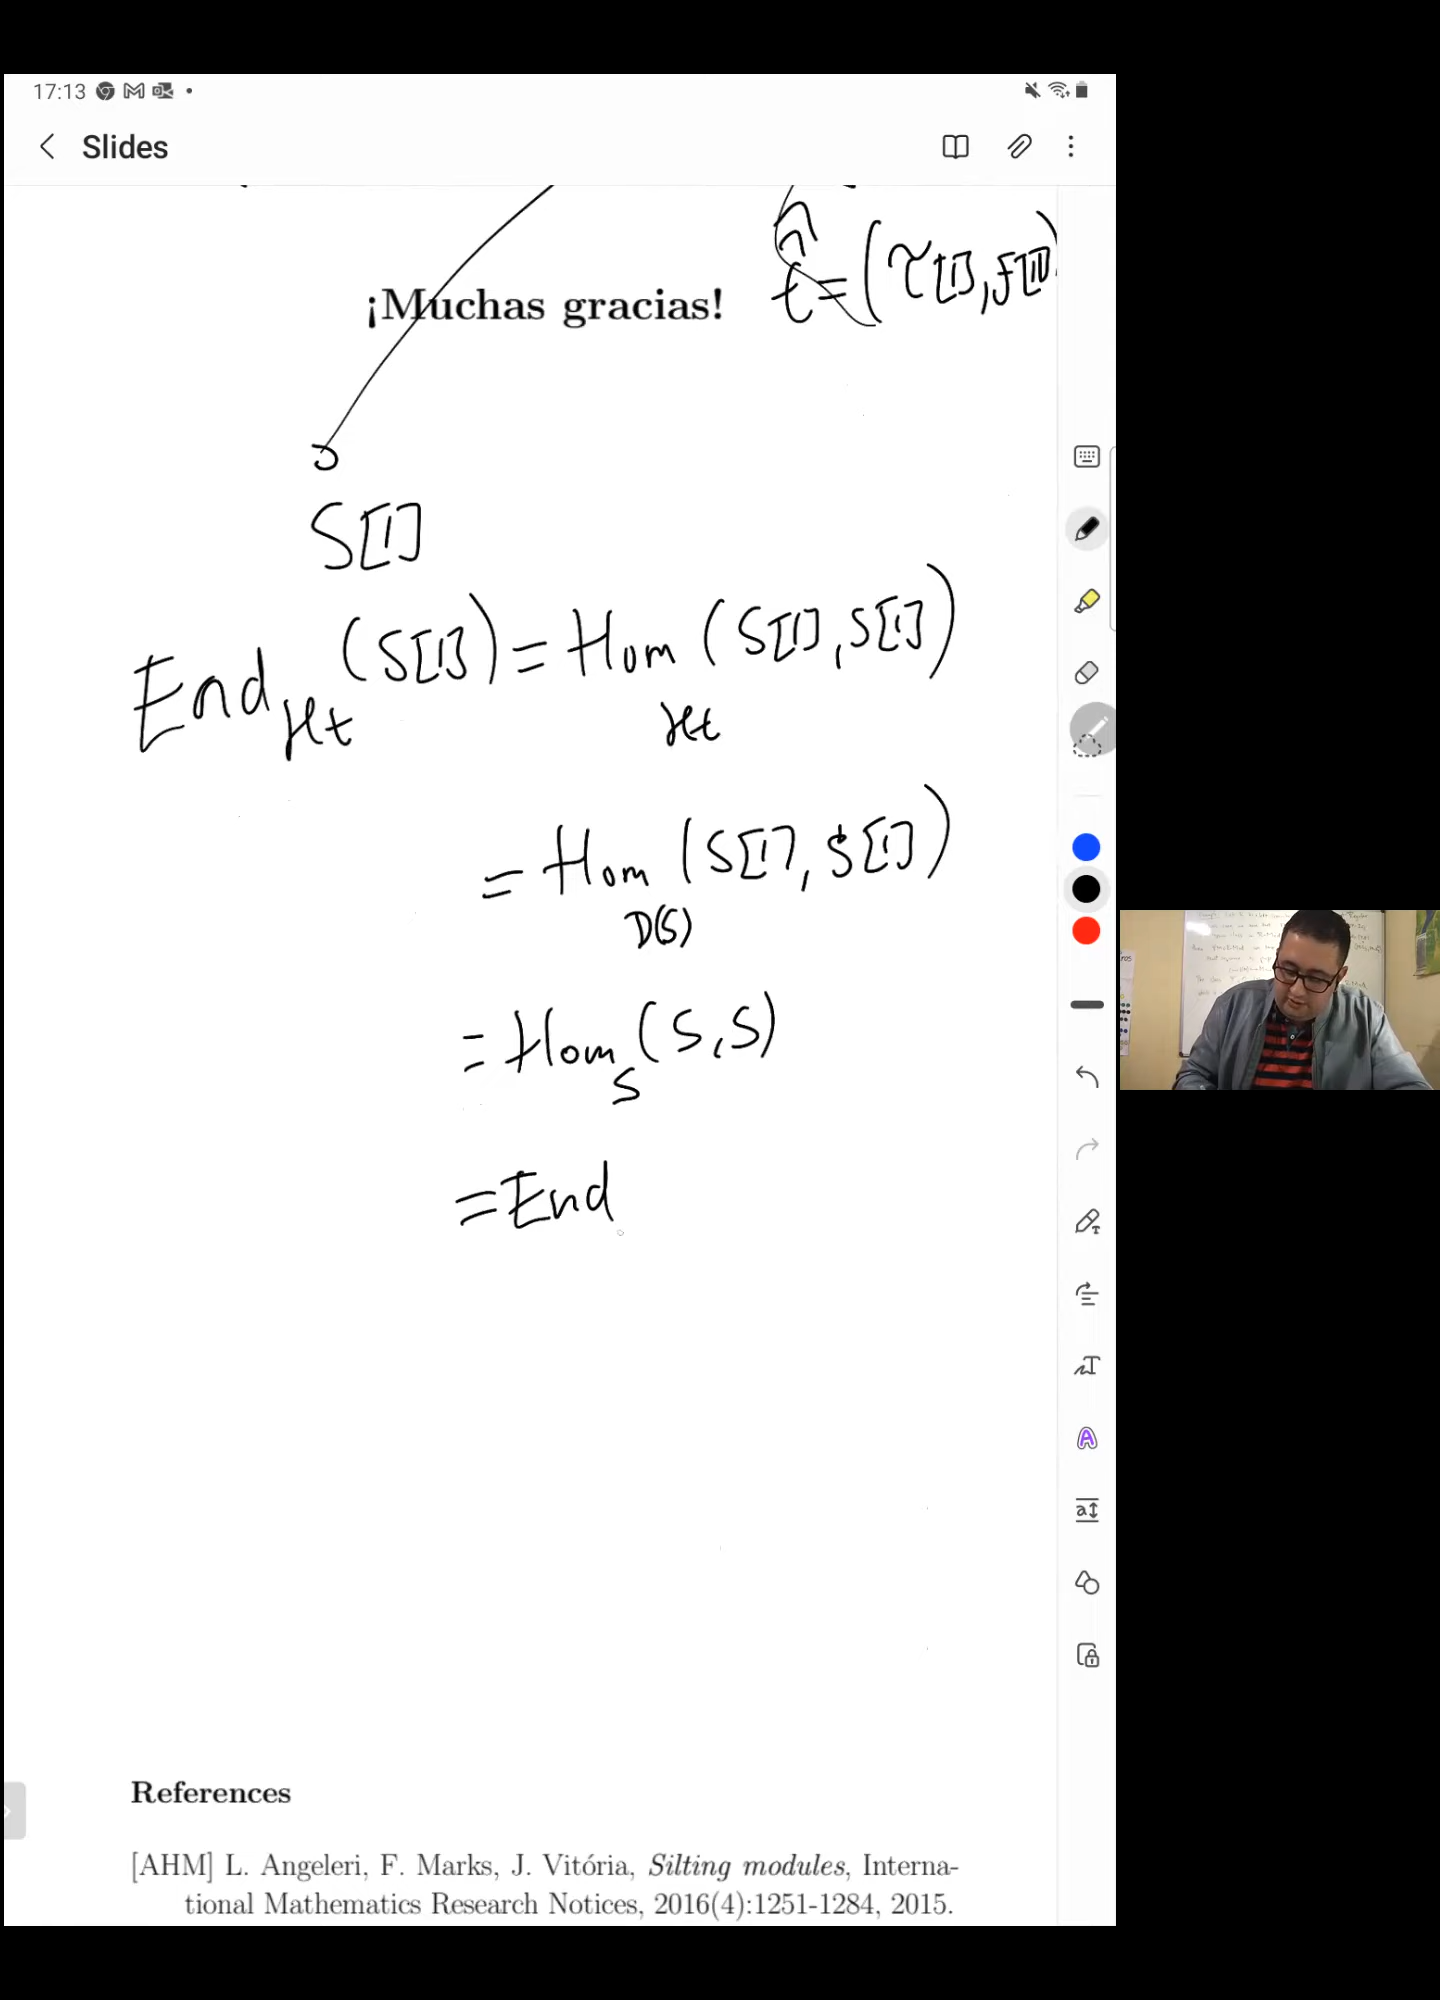 17:13
Slides
t = (τ[1], f[1])
¡Muchas gracias!
S[1]
End_Ht (S[1]) = Hom_Ht (S[1], S[1])
= Hom_D(S) (S[1], S[1])
= Hom_S (S, S)
= End
References
[AHM] L. Angeleri, F. Marks, J. Vitória, Silting modules, Interna-
tional Mathematics Research Notices, 2016(4):1251-1284, 2015.